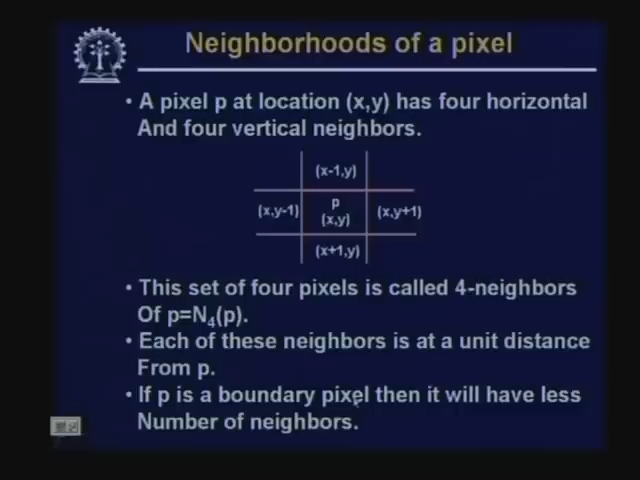 Neighborhoods of a pixel
• A pixel p at location (x,y) has four horizontal
And four vertical neighbors.
(x-1,y)
(x,y-1) p (x,y) (x,y+1)
(x+1,y)
• This set of four pixels is called 4-neighbors
Of p=N4(p).
• Each of these neighbors is at a unit distance
From p.
• If p is a boundary pixel then it will have less
Number of neighbors.